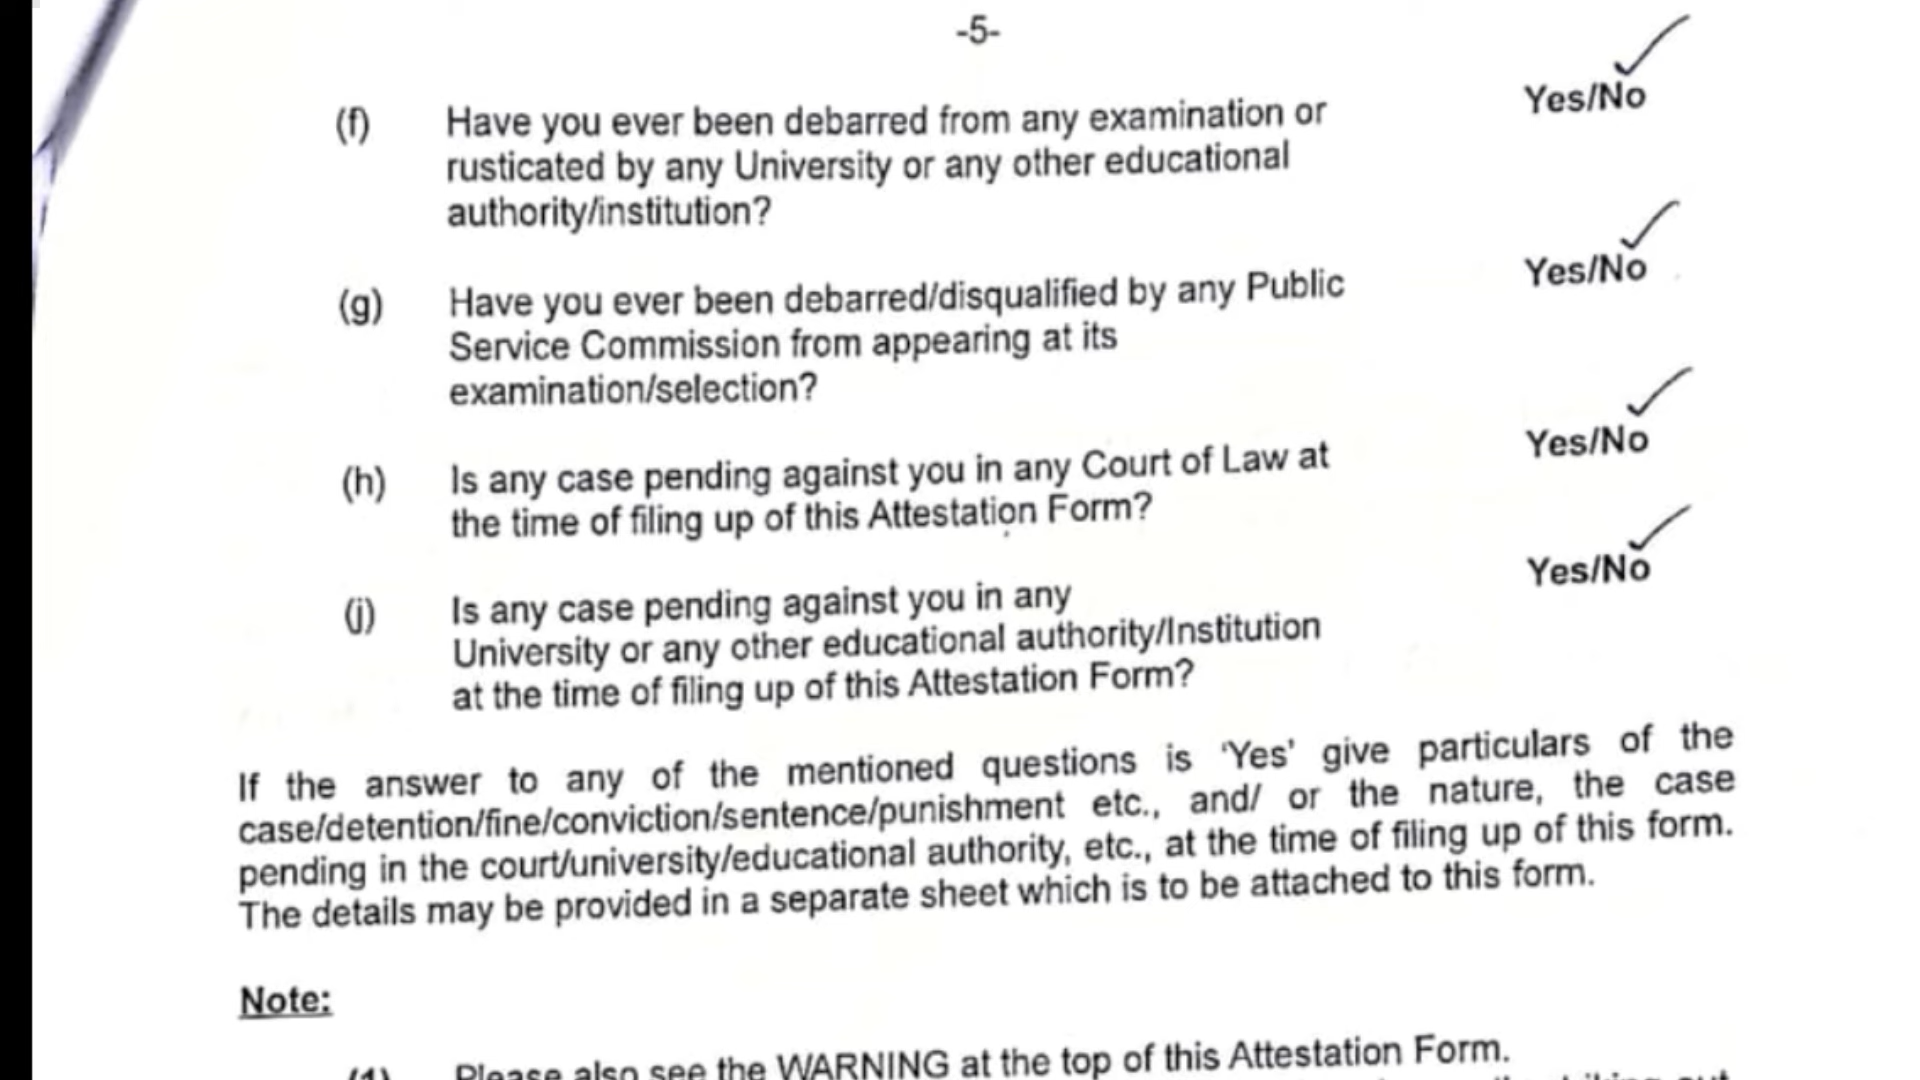 -5-
(f) Have you ever been debarred from any examination or Yes/No
rusticated by any University or any other educational
authority/institution?
(g) Have you ever been debarred/disqualified by any Public Yes/No
Service Commission from appearing at its
examination/selection?
(h) Is any case pending against you in any Court of Law at Yes/No
the time of filing up of this Attestation Form?
(j) Is any case pending against you in any Yes/No
University or any other educational authority/Institution
at the time of filing up of this Attestation Form?
If the answer to any of the mentioned questions is 'Yes' give particulars of the
case/detention/fine/conviction/sentence/punishment etc., and/ or the nature, the case
pending in the court/university/educational authority, etc., at the time of filing up of this form.
The details may be provided in a separate sheet which is to be attached to this form.
Note:
(1) Please also see the WARNING at the top of this Attestation Form.